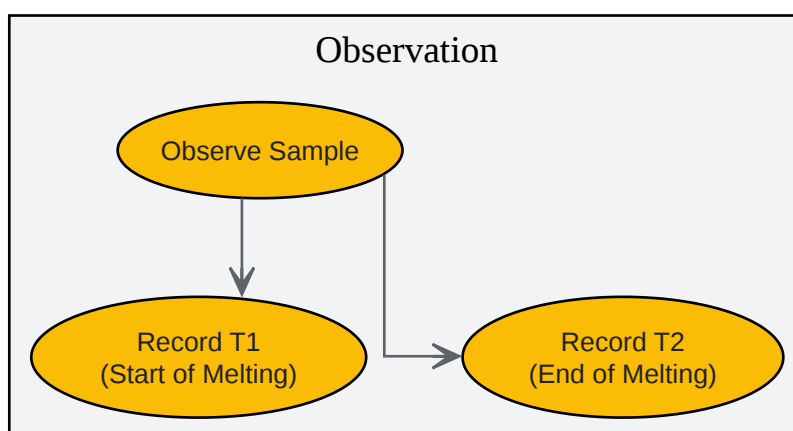 Observation
Observe Sample
Record T1
(Start of Melting)
Record T2
(End of Melting)